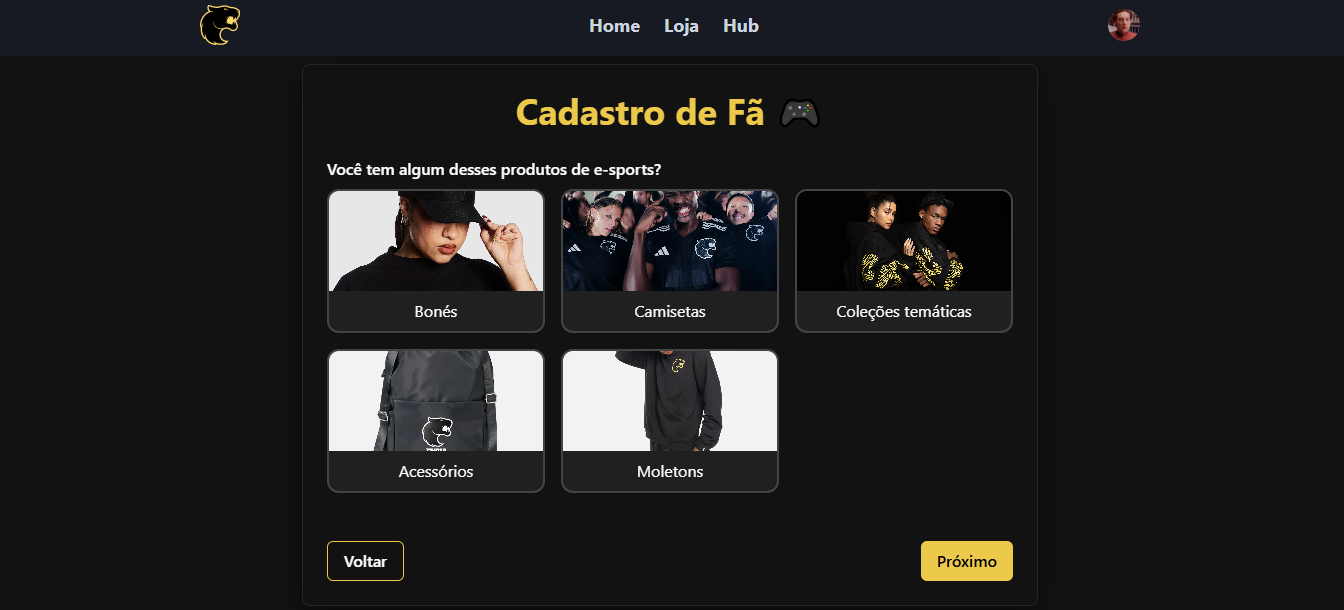 Home Loja Hub
Cadastro de Fã 🎮
Você tem algum desses produtos de e-sports?
Bonés Camisetas Coleções temáticas
Acessórios Moletons
Voltar Próximo